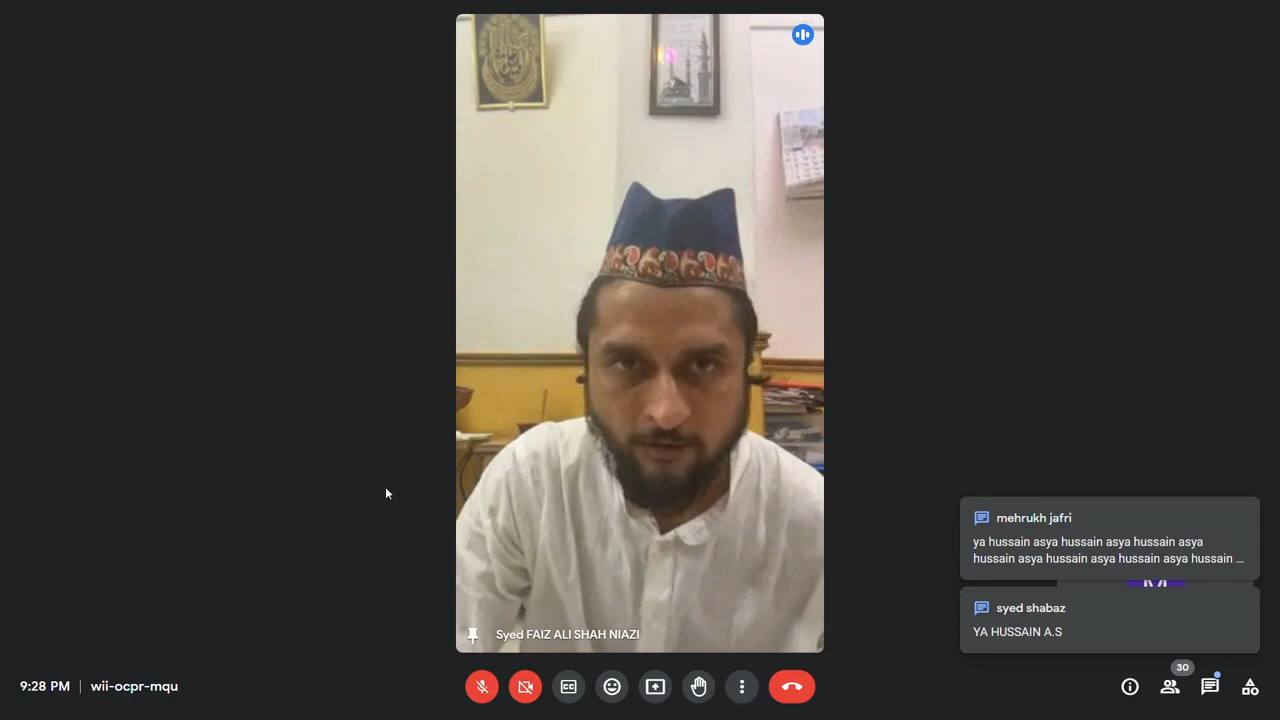 Syed FAIZ ALI SHAH NIAZI
mehrukh jafri
ya hussain asya hussain asya hussain asya
hussain asya hussain asya hussain asya hussain ...
syed shabaz
YA HUSSAIN A.S
30
9:28 PM | wii-ocpr-mqu